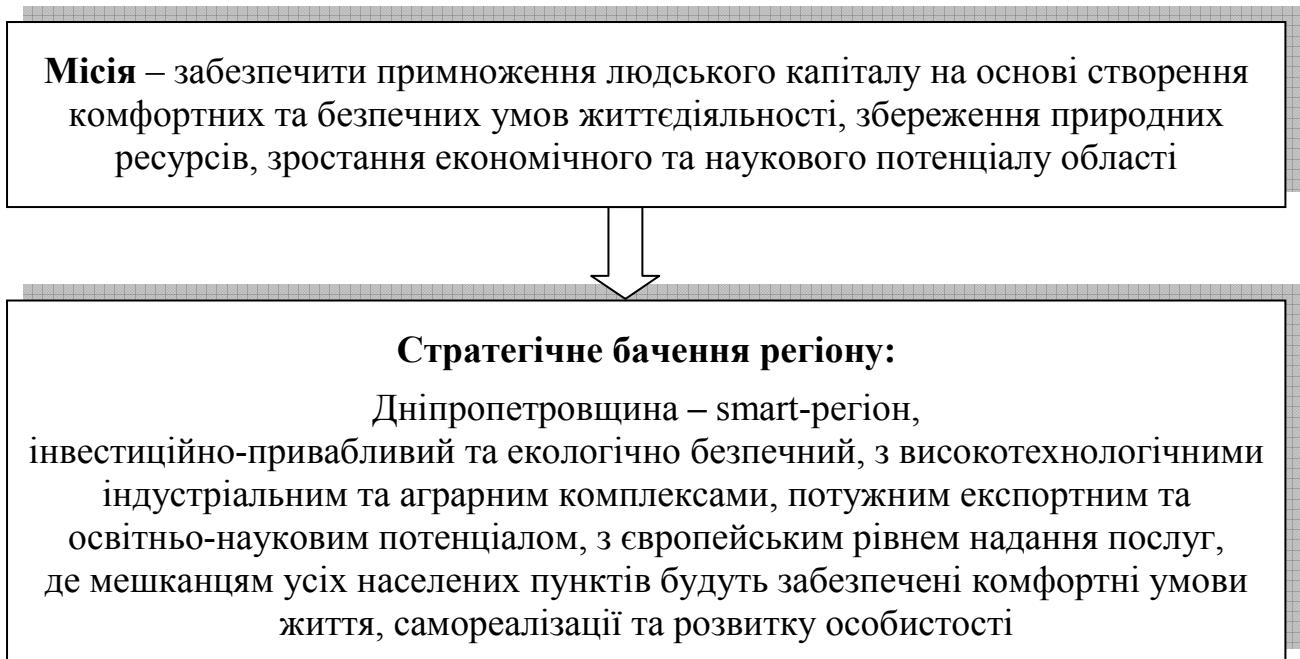 Місія – забезпечити примноження людського капіталу на основі створення
комфортних та безпечних умов життєдіяльності, збереження природних
ресурсів, зростання економічного та наукового потенціалу області
Стратегічне бачення регіону:
Дніпропетровщина – smart-регіон,
інвестиційно-привабливий та екологічно безпечний, з високотехнологічними
індустріальним та аграрним комплексами, потужним експортним та
освітньо-науковим потенціалом, з європейським рівнем надання послуг,
де мешканцям усіх населених пунктів будуть забезпечені комфортні умови
життя, самореалізації та розвитку особистості